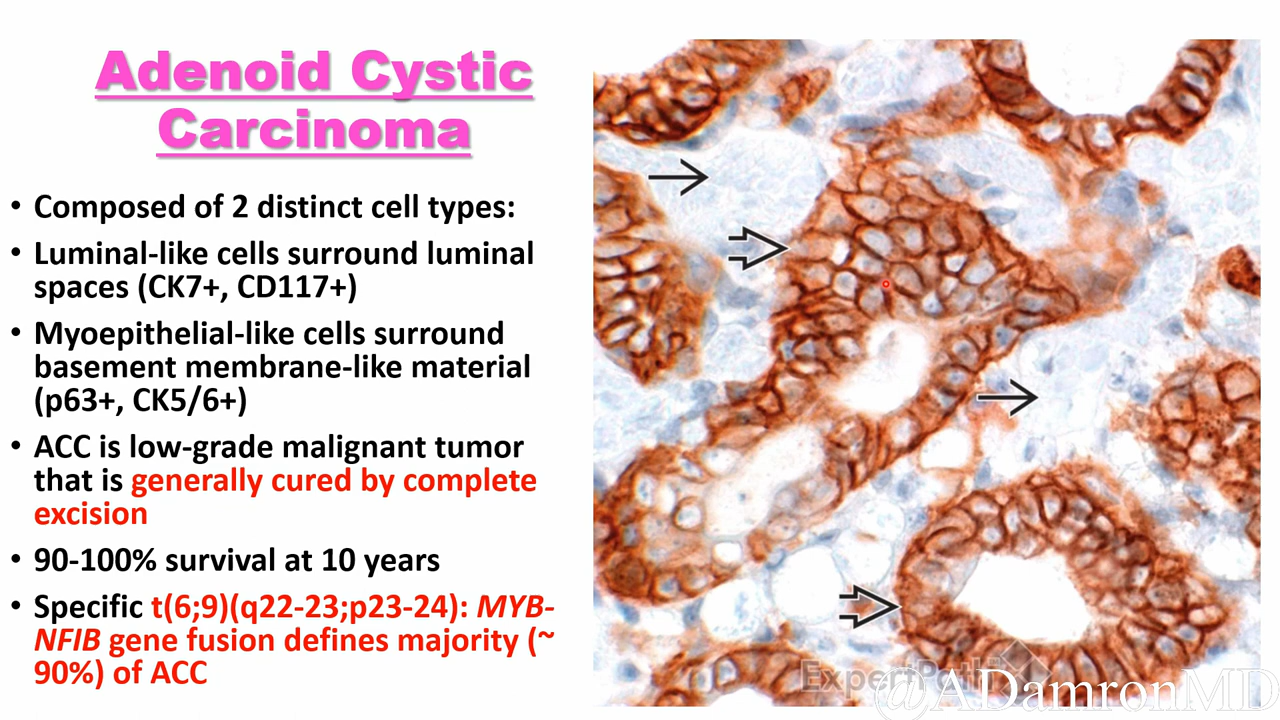 Adenoid Cystic
Carcinoma
• Composed of 2 distinct cell types:
• Luminal-like cells surround luminal
spaces (CK7+, CD117+)
• Myoepithelial-like cells surround
basement membrane-like material
(p63+, CK5/6+)
• ACC is low-grade malignant tumor
that is generally cured by complete
excision
• 90-100% survival at 10 years
• Specific t(6;9)(q22-23;p23-24): MYB-
NFIB gene fusion defines majority (~
90%) of ACC
ExpertPath
@ADamronMD